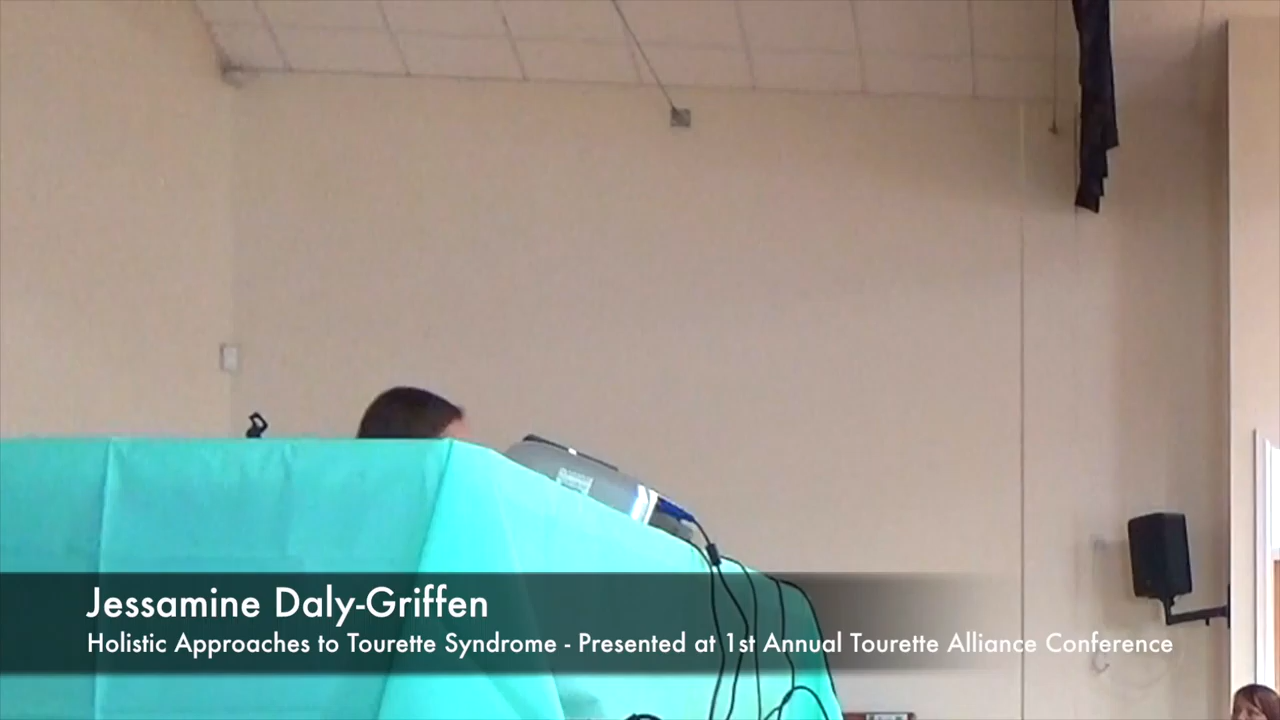 Jessamine Daly-Griffen
Holistic Approaches to Tourette Syndrome - Presented at 1st Annual Tourette Alliance Conference